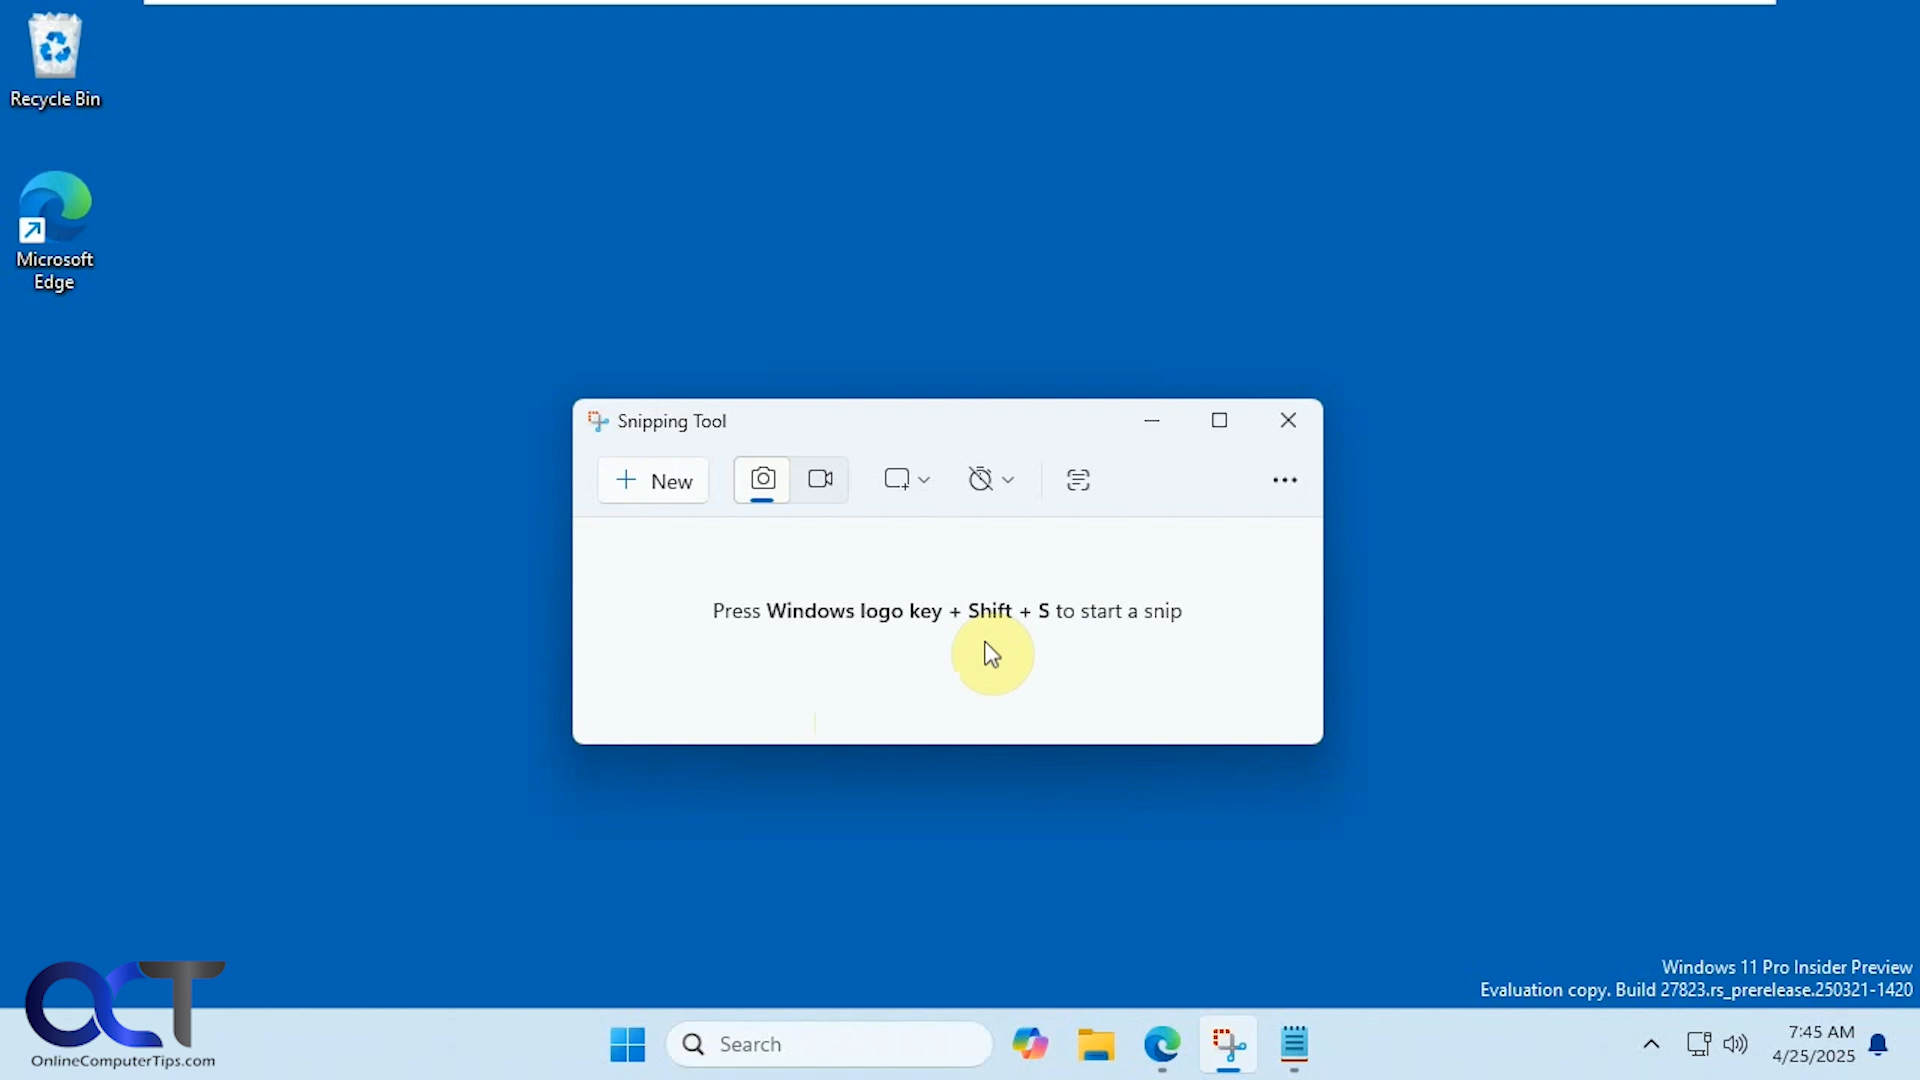 Recycle Bin
Microsoft
Edge
Snipping Tool
New
Press Windows logo key + Shift + S to start a snip
Windows 11 Pro Insider Preview
Evaluation copy. Build 27823.rs_prerelease.250321-1420
OCT
OnlineComputerTips.com
Search
7:45 AM
4/25/2025